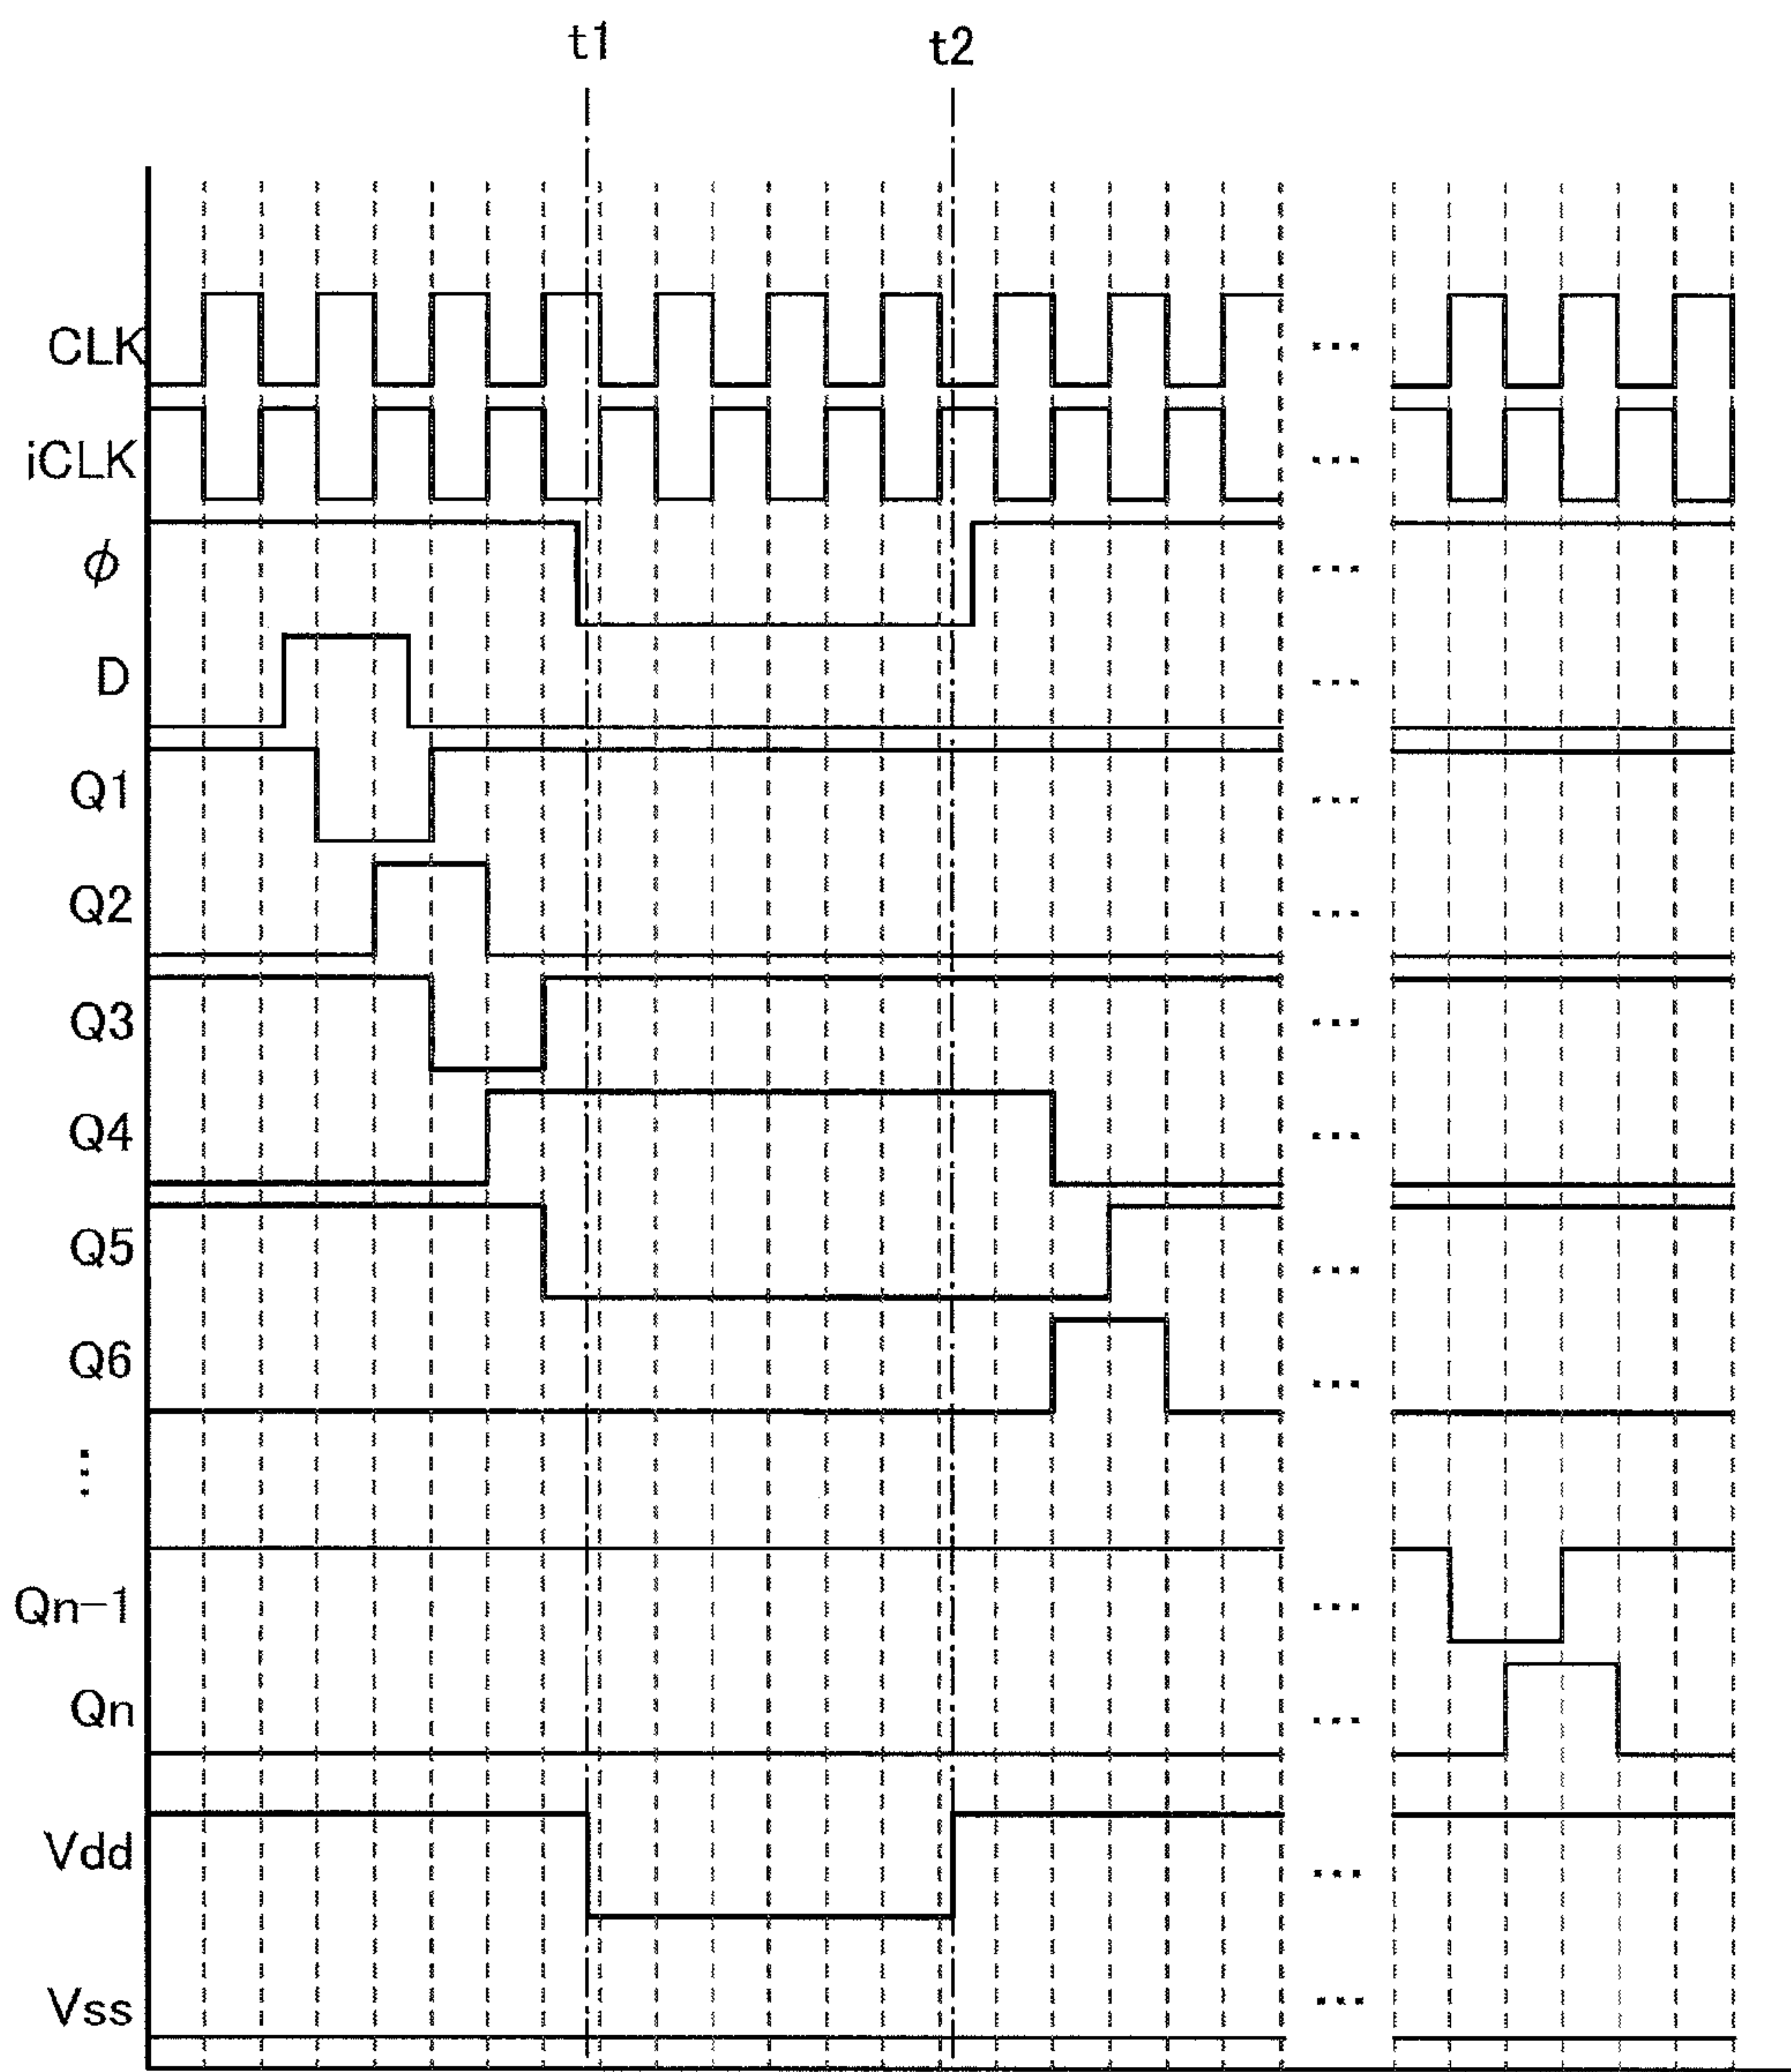 t1 t2
CLK ...
iCLK ...
ϕ ...
D ...
Q1 ...
Q2 ...
Q3 ...
Q4 ...
Q5 ...
Q6 ...
⋮
Qn-1 ...
Qn ...
Vdd ...
Vss ...